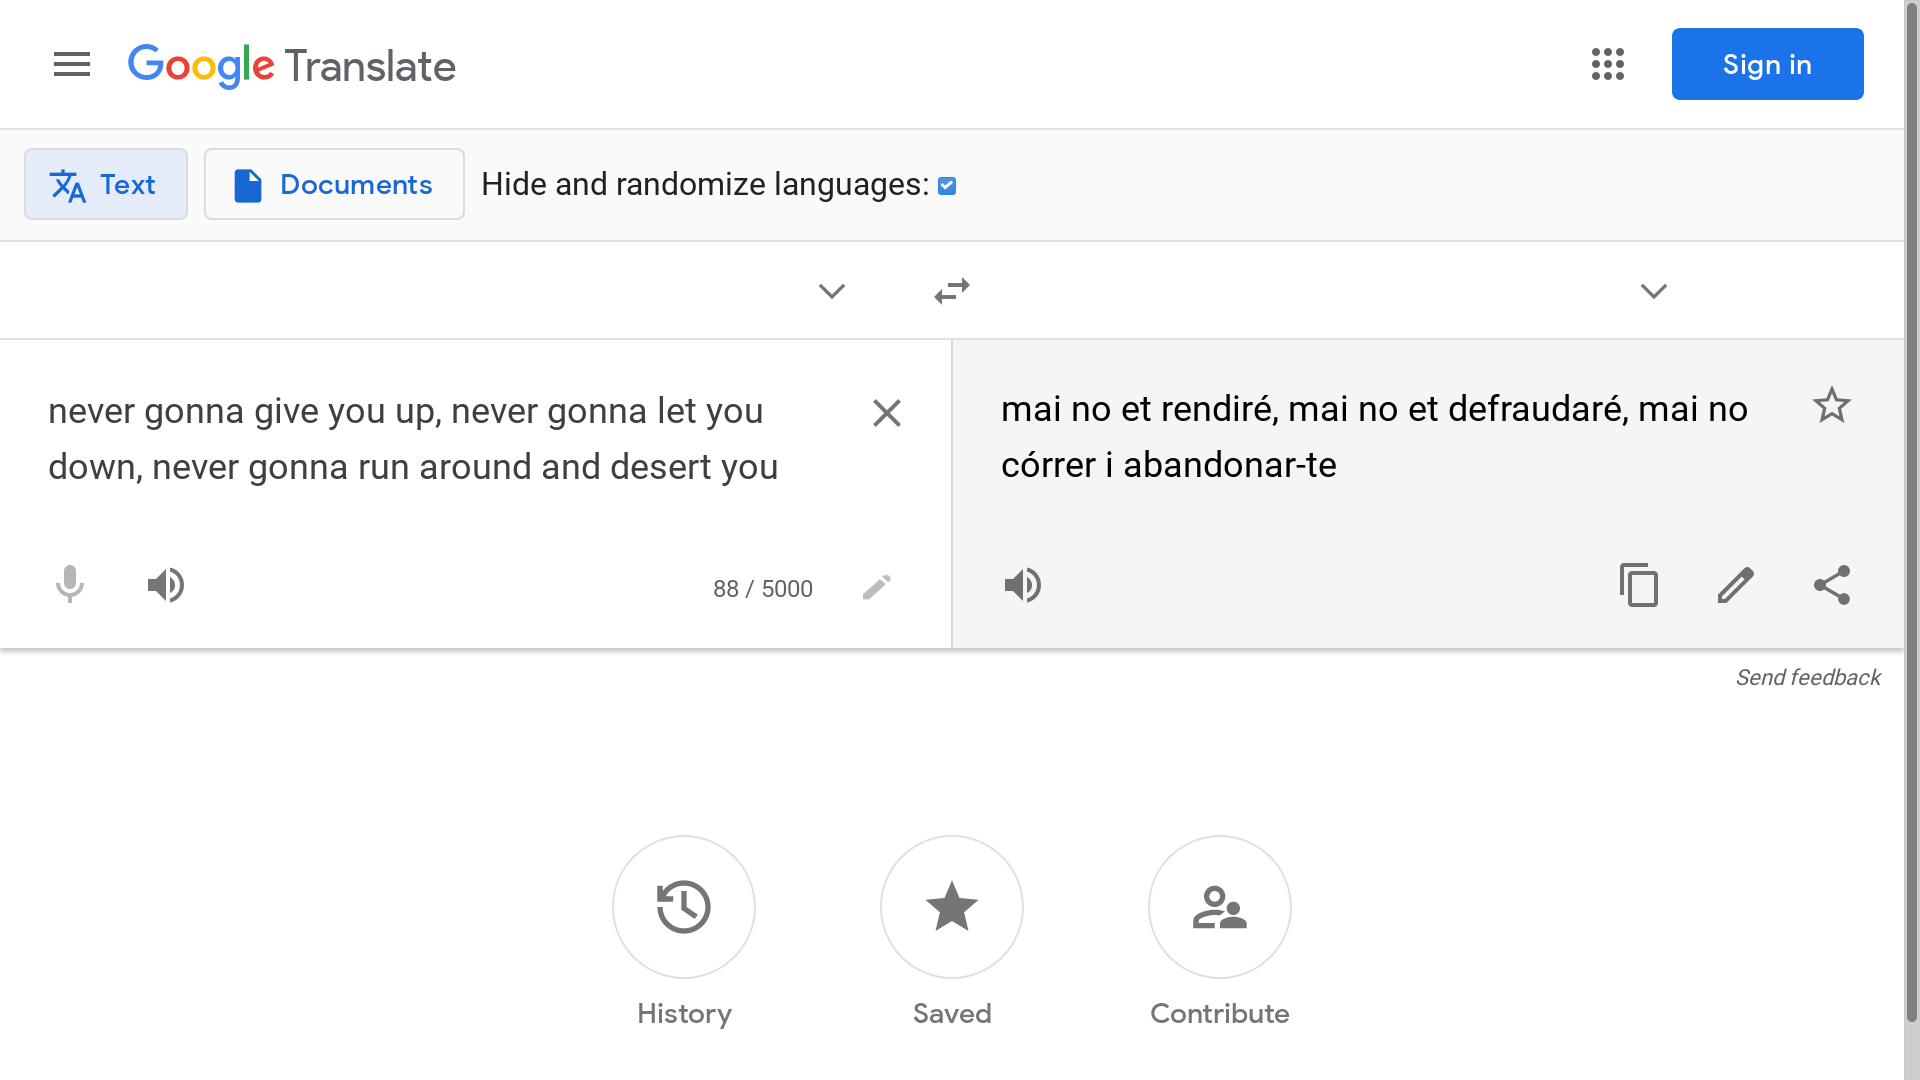 Google Translate
Sign in
Text
Documents
Hide and randomize languages:
never gonna give you up, never gonna let you
down, never gonna run around and desert you
88 / 5000
mai no et rendiré, mai no et defraudaré, mai no
córrer i abandonar-te
Send feedback
History
Saved
Contribute